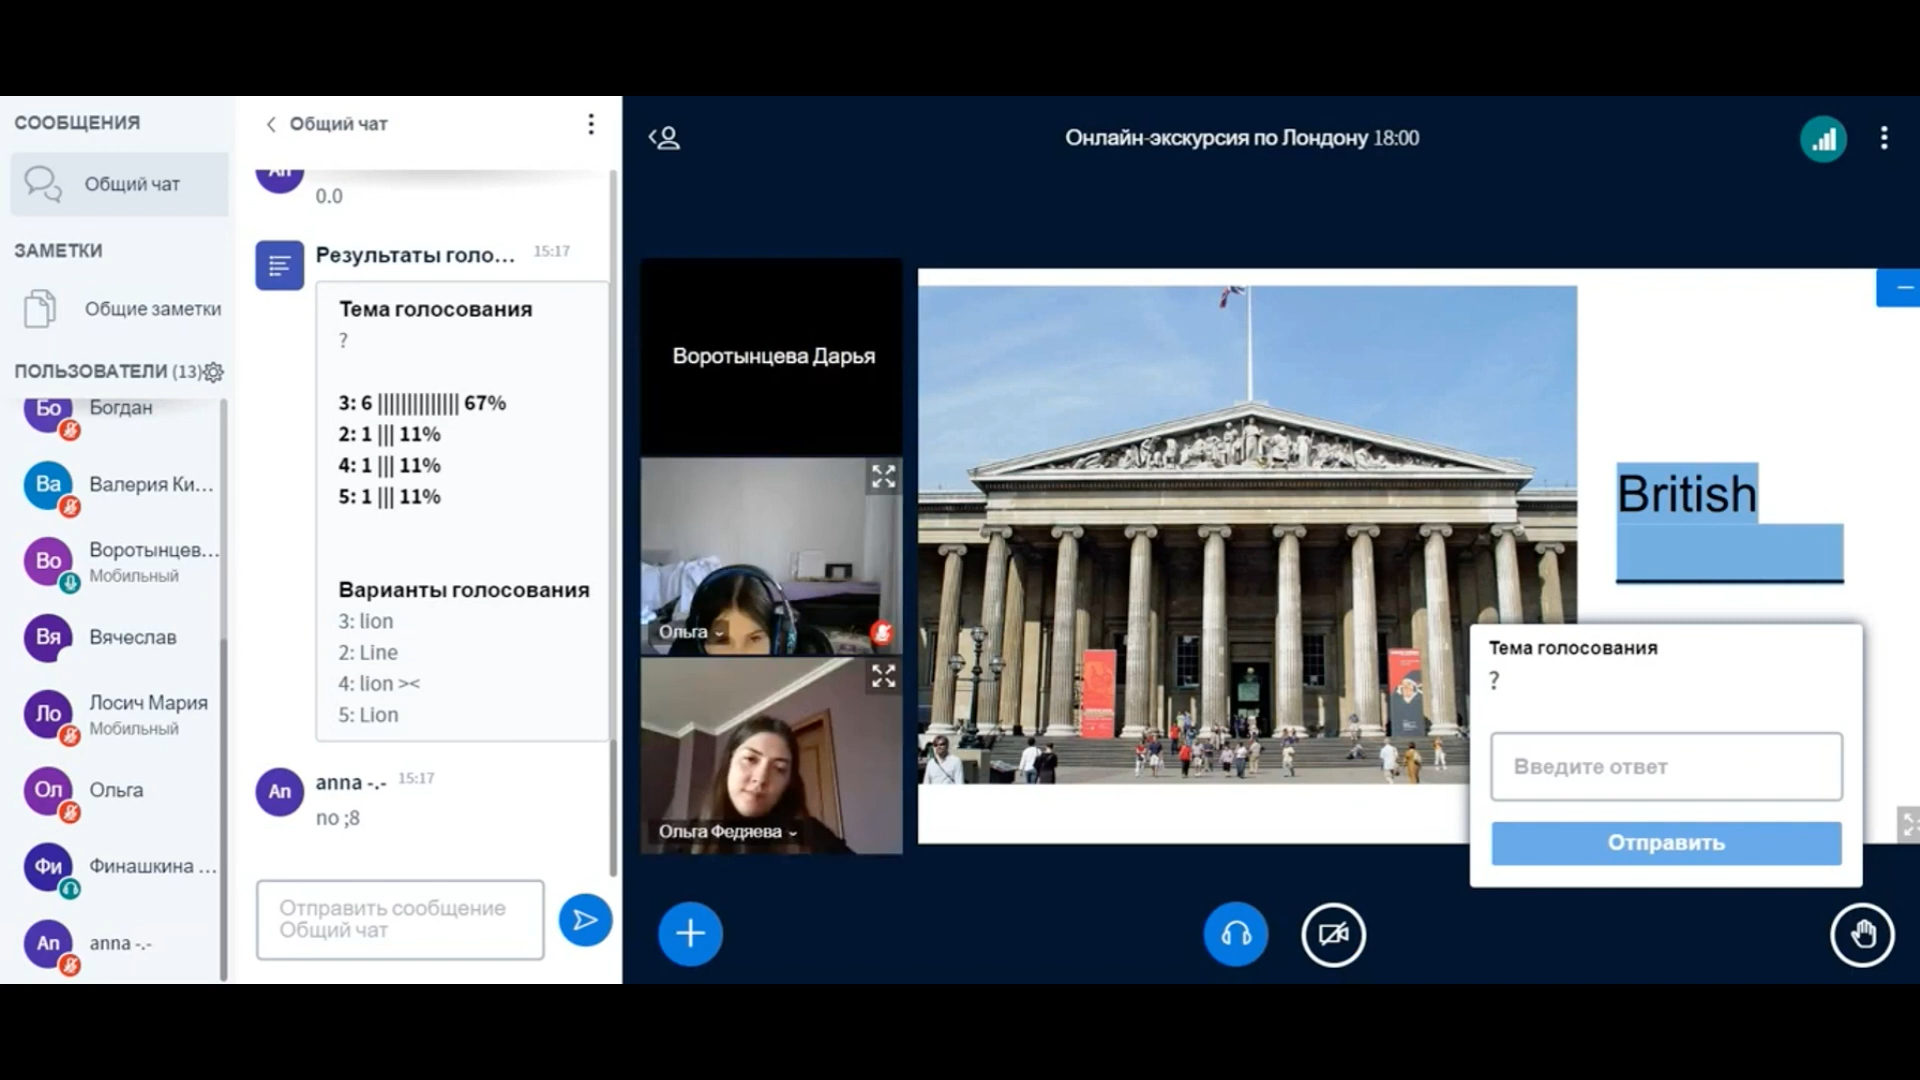 СООБЩЕНИЯ
Общий чат
ЗАМЕТКИ
Общие заметки
ПОЛЬЗОВАТЕЛИ (13)
Бо Богдан
Ва Валерия Ки...
Во Воротынцев...
Мобильный
Вя Вячеслав
Ло Лосич Мария
Мобильный
Ол Ольга
Фи Финашкина ...
An anna -.-
Общий чат
An
0.0
Результаты голо... 15:17
Тема голосования
?
3: 6 |||||||||||||| 67%
2: 1 ||| 11%
4: 1 ||| 11%
5: 1 ||| 11%
Варианты голосования
3: lion
2: Line
4: lion ><
5: Lion
An anna -.- 15:17
no ;8
Отправить сообщение
Общий чат
Онлайн-экскурсия по Лондону 18:00
Воротынцева Дарья
Ольга
Ольга Федяева
British
Тема голосования
?
Введите ответ
Отправить